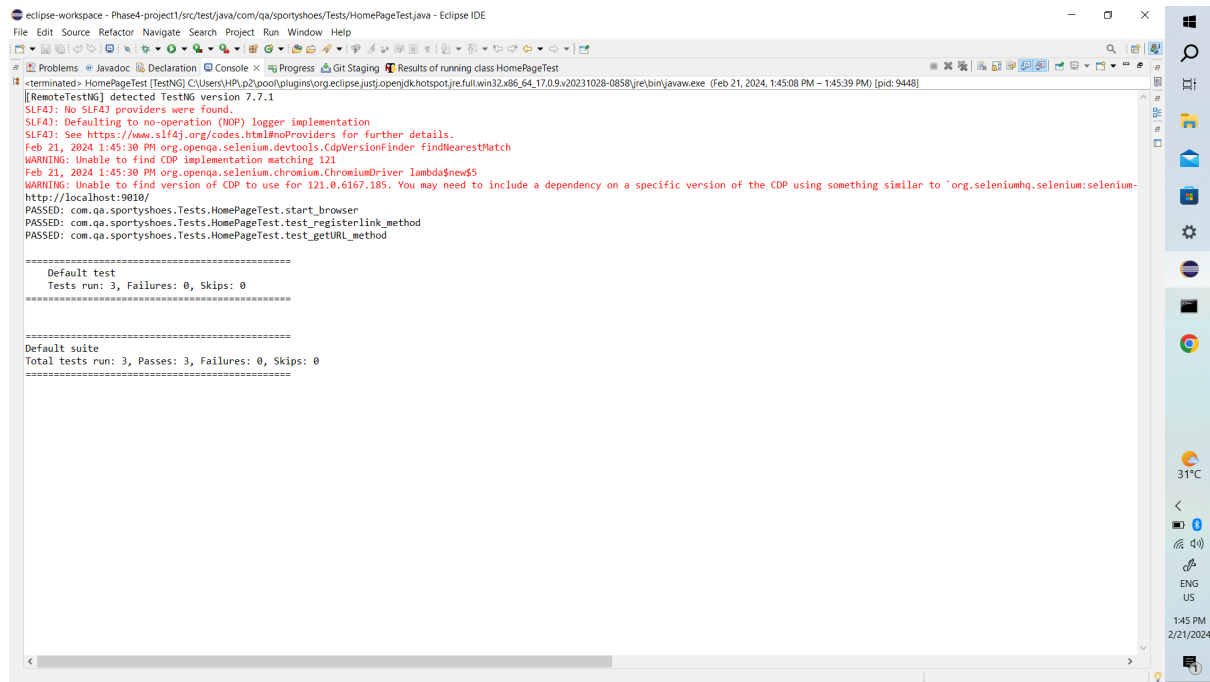 eclipse-workspace - Phase4-project1/src/test/java/com/qa/sportyshoes/Tests/HomePageTest.java - Eclipse IDE
File Edit Source Refactor Navigate Search Project Run Window Help
Problems Javadoc Declaration Console Progress Git Staging Results of running class HomePageTest
<terminated> HomePageTest [TestNG] C:\Users\HP\.p2\pool\plugins\org.eclipse.justj.openjdk.hotspot.jre.full.win32.x86_64_17.0.9.v20231028-0858\jre\bin\javaw.exe (Feb 21, 2024, 1:45:08 PM – 1:45:39 PM) [pid: 9448]
[RemoteTestNG] detected TestNG version 7.7.1
SLF4J: No SLF4J providers were found.
SLF4J: Defaulting to no-operation (NOP) logger implementation
SLF4J: See https://www.slf4j.org/codes.html#noProviders for further details.
Feb 21, 2024 1:45:30 PM org.openqa.selenium.devtools.CdpVersionFinder findNearestMatch
WARNING: Unable to find CDP implementation matching 121
Feb 21, 2024 1:45:30 PM org.openqa.selenium.chromium.ChromiumDriver lambda$new$5
WARNING: Unable to find version of CDP to use for 121.0.6167.185. You may need to include a dependency on a specific version of the CDP using something similar to `org.seleniumhq.selenium:selenium-
http://localhost:9010/
PASSED: com.qa.sportyshoes.Tests.HomePageTest.start_browser
PASSED: com.qa.sportyshoes.Tests.HomePageTest.test_registerlink_method
PASSED: com.qa.sportyshoes.Tests.HomePageTest.test_getURL_method
===============================================
Default test
Tests run: 3, Failures: 0, Skips: 0
===============================================
===============================================
Default suite
Total tests run: 3, Passes: 3, Failures: 0, Skips: 0
===============================================
31°C
ENG
US
1:45 PM
2/21/2024
1